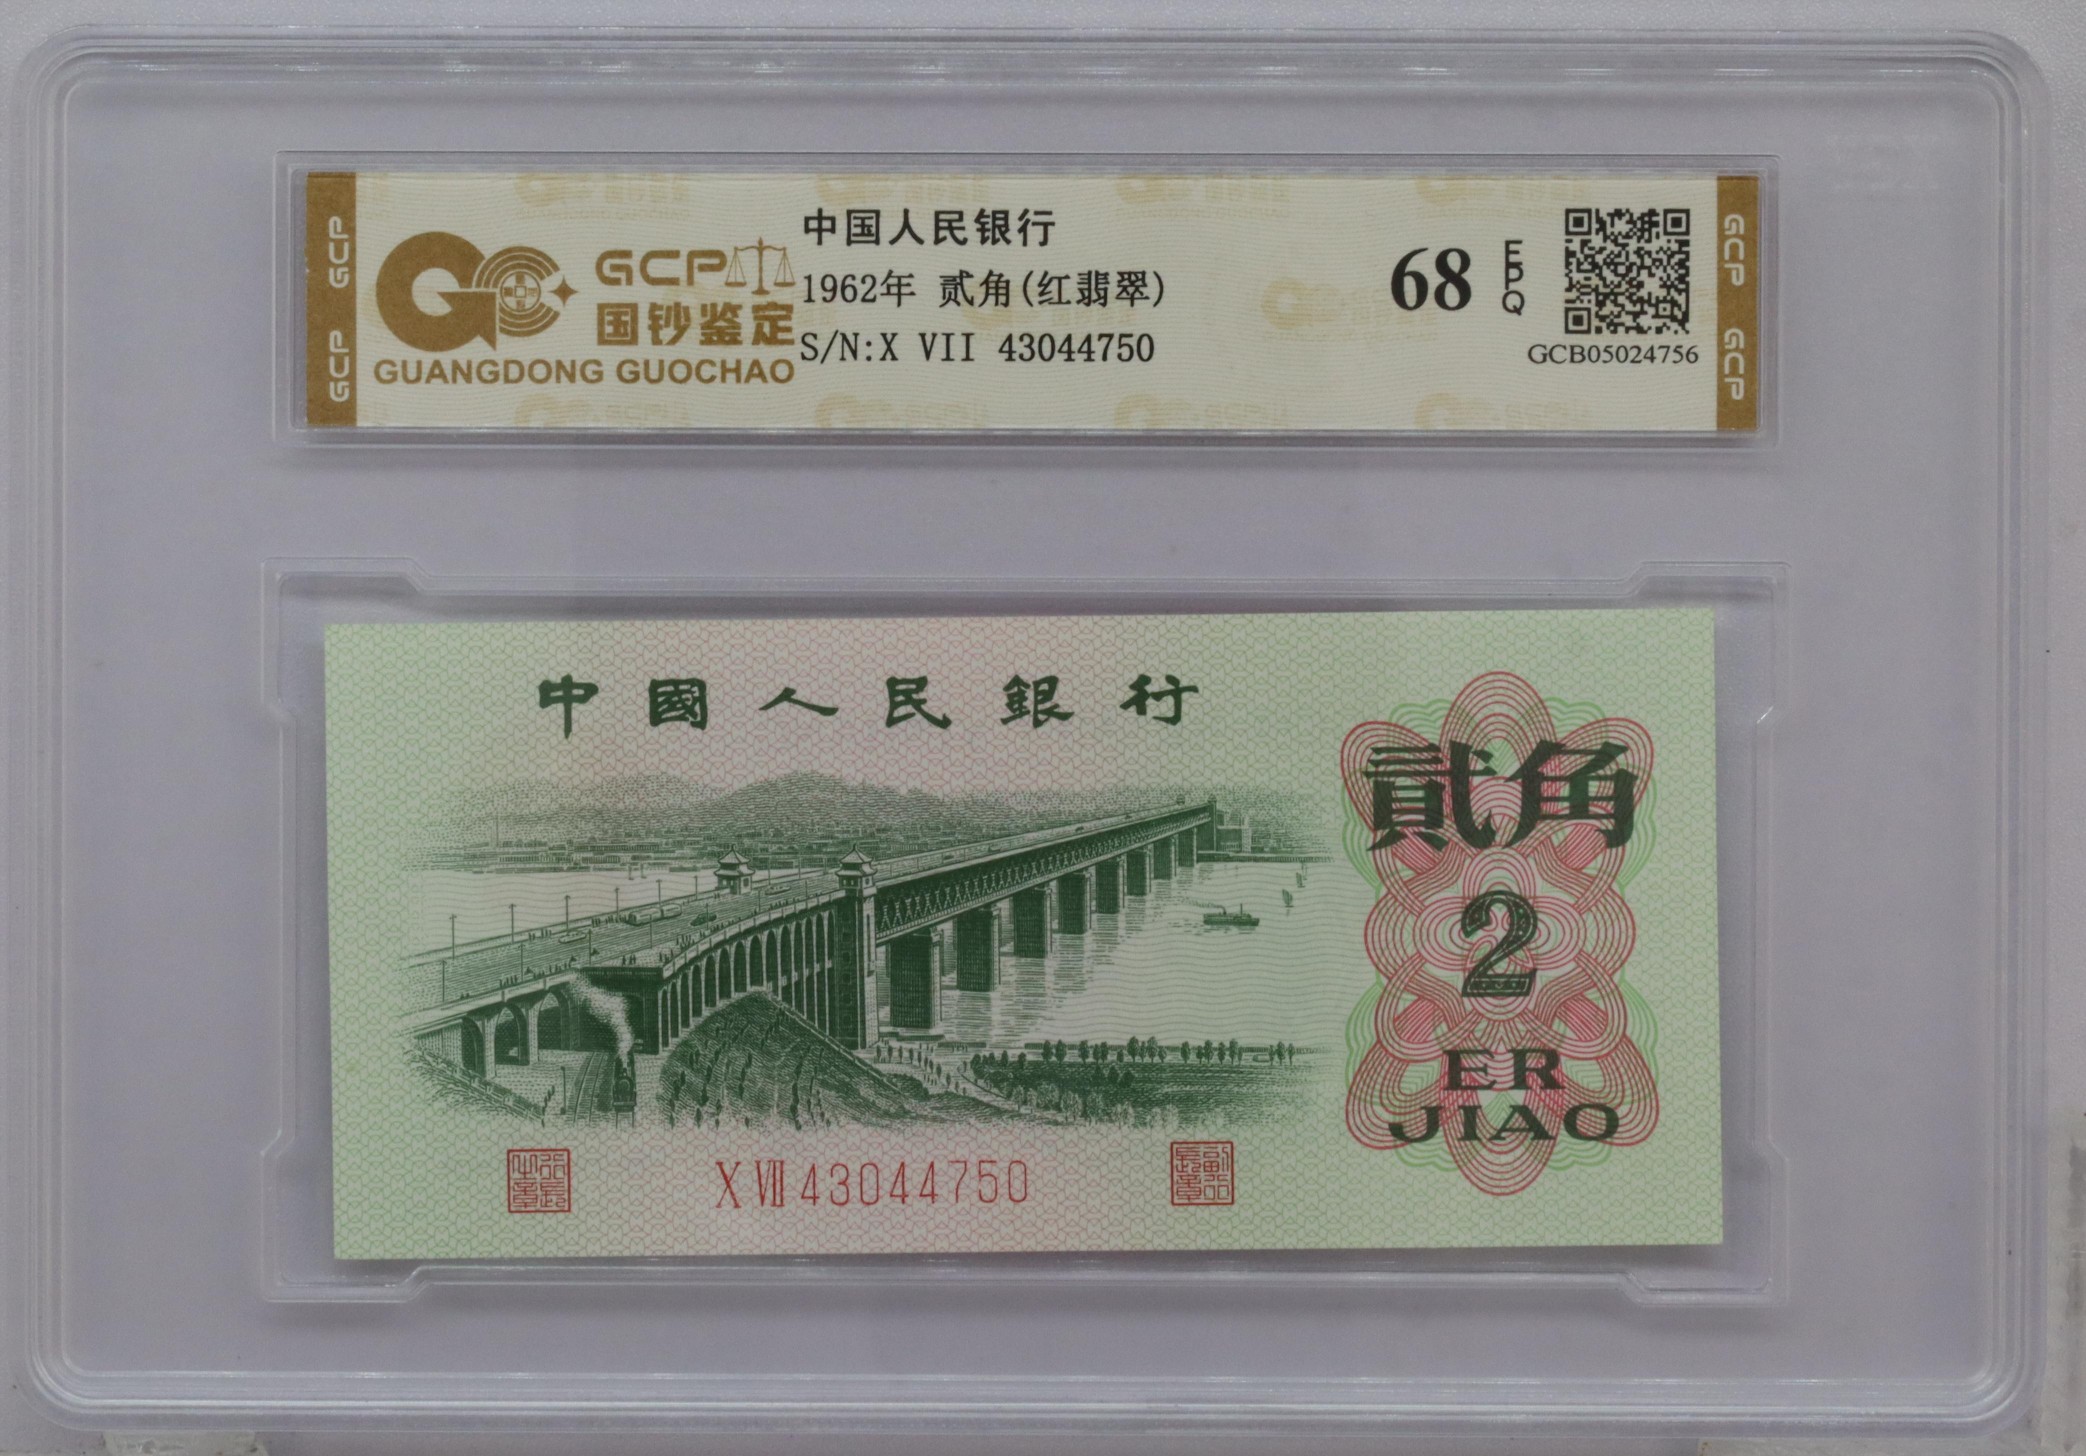 GCP
GCP
GCP
国钞鉴定
GUANGDONG GUOCHAO
中国人民银行
1962年 贰角(红翡翠)
S/N:X VII 43044750
68
EPQ
GCB05024756
GCP
GCP
中國人民銀行
貳角
2
ER
JIAO
X VII 43044750